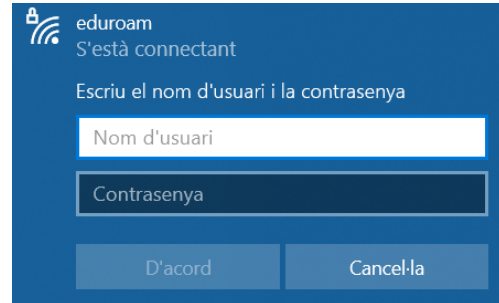 eduroam
S'està connectant
Escriu el nom d'usuari i la contrasenya
Nom d'usuari
Contrasenya
D'acord
Cancel·la